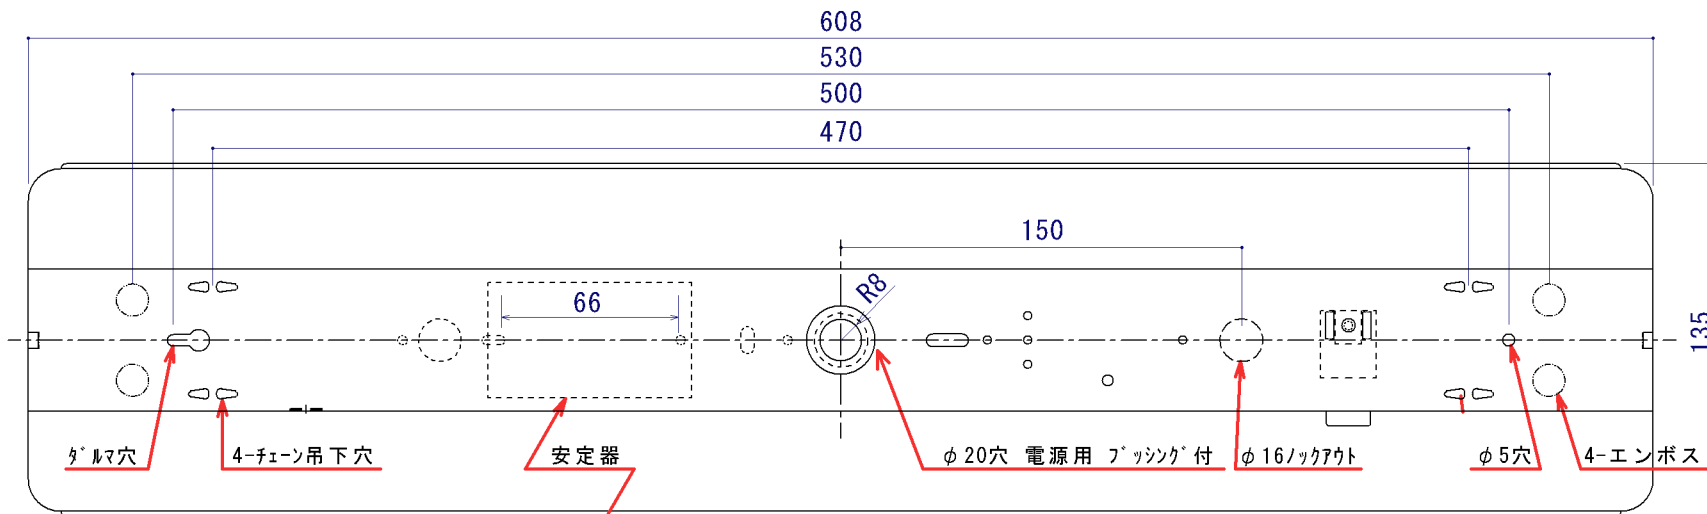 608
530
500
470
150
66
R8
135
ダルマ穴
4-チェーン吊下穴
安定器
φ20穴 電源用 ブッシング付
φ16ノックアウト
φ5穴
4-エンボス